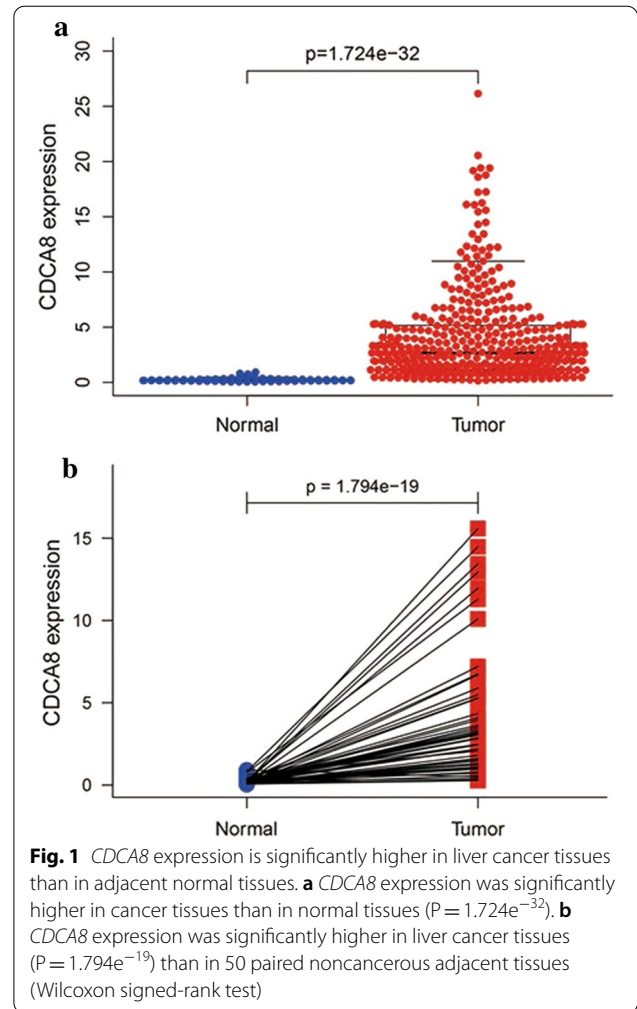 a
p=1.724e−32
30
25
20
15
10
5
0
CDCA8 expression
Normal Tumor
b
p = 1.794e−19
15
10
5
0
CDCA8 expression
Normal Tumor
Fig. 1 CDCA8 expression is significantly higher in liver cancer tissues
than in adjacent normal tissues. a CDCA8 expression was significantly
higher in cancer tissues than in normal tissues (P = 1.724e⁻³²). b
CDCA8 expression was significantly higher in liver cancer tissues
(P = 1.794e⁻¹⁹) than in 50 paired noncancerous adjacent tissues
(Wilcoxon signed-rank test)